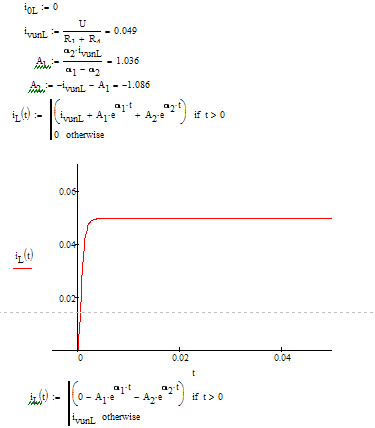 i0L := 0
ivunL := U / (R1 + R4) = 0.049
A1 := α2·ivunL / (α1 − α2) = 1.036
A2 := −ivunL − A1 = −1.086
iL(t) := | (ivunL + A1·e^(α1·t) + A2·e^(α2·t)) if t > 0
0 otherwise
0.06
0.04
iL(t)
0.02
0 0.02 0.04
t
iL(t) := | (0 − A1·e^(α1·t) − A2·e^(α2·t)) if t > 0
ivunL otherwise